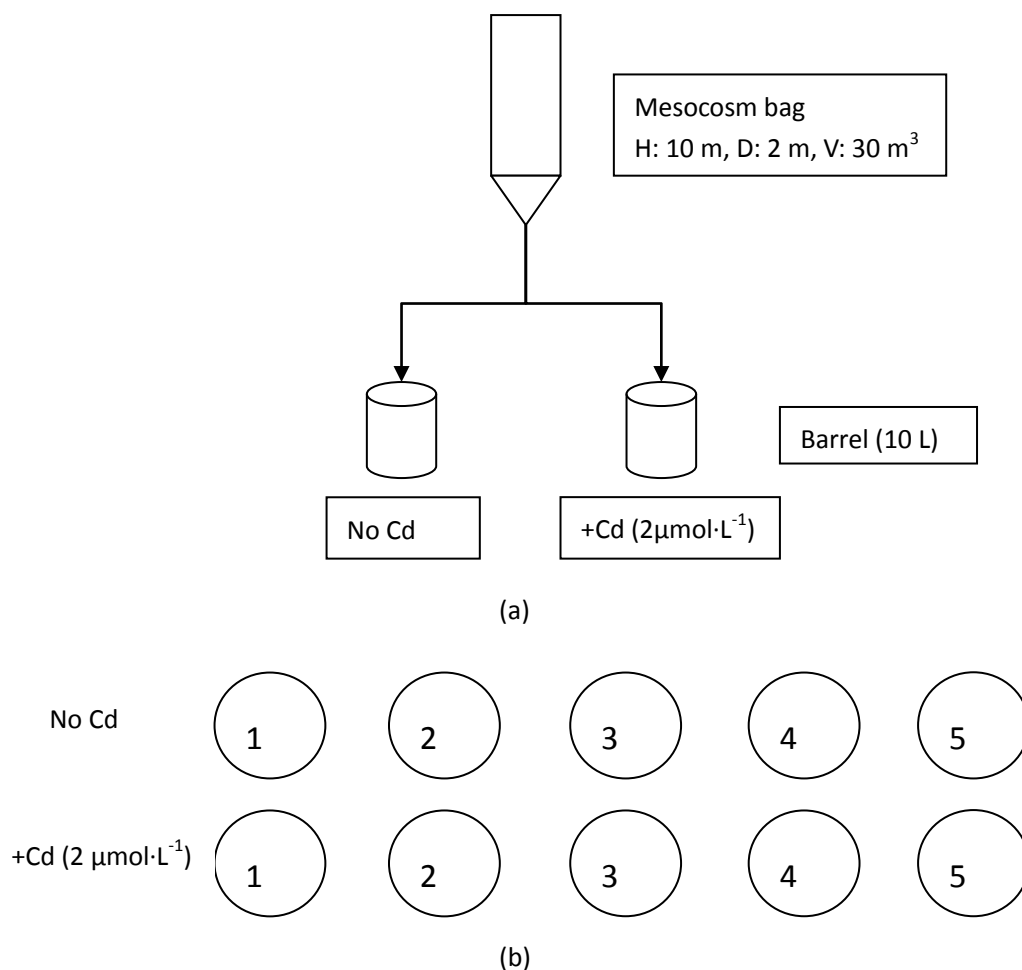 Mesocosm bag
H: 10 m, D: 2 m, V: 30 m³
Barrel (10 L)
No Cd
+Cd (2µmol·L⁻¹)
(a)
No Cd
1 2 3 4 5
+Cd (2 µmol·L⁻¹)
1 2 3 4 5
(b)